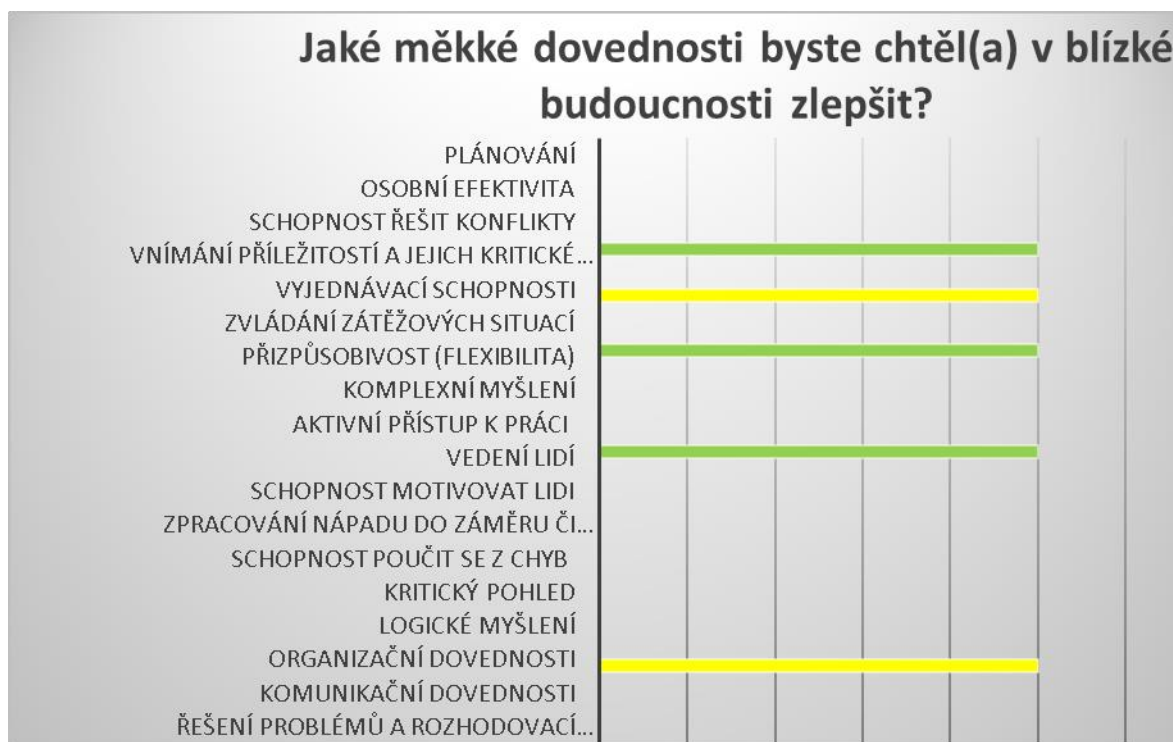 Jaké měkké dovednosti byste chtěl(a) v blízké
budoucnosti zlepšit?
PLÁNOVÁNÍ
OSOBNÍ EFEKTIVITA
SCHOPNOST ŘEŠIT KONFLIKTY
VNÍMÁNÍ PŘÍLEŽITOSTÍ A JEJICH KRITICKÉ...
VYJEDNÁVACÍ SCHOPNOSTI
ZVLÁDÁNÍ ZÁTĚŽOVÝCH SITUACÍ
PŘIZPŮSOBIVOST (FLEXIBILITA)
KOMPLEXNÍ MYŠLENÍ
AKTIVNÍ PŘÍSTUP K PRÁCI
VEDENÍ LIDÍ
SCHOPNOST MOTIVOVAT LIDI
ZPRACOVÁNÍ NÁPADU DO ZÁMĚRU ČI...
SCHOPNOST POUČIT SE Z CHYB
KRITICKÝ POHLED
LOGICKÉ MYŠLENÍ
ORGANIZAČNÍ DOVEDNOSTI
KOMUNIKAČNÍ DOVEDNOSTI
ŘEŠENÍ PROBLÉMŮ A ROZHODOVACÍ...